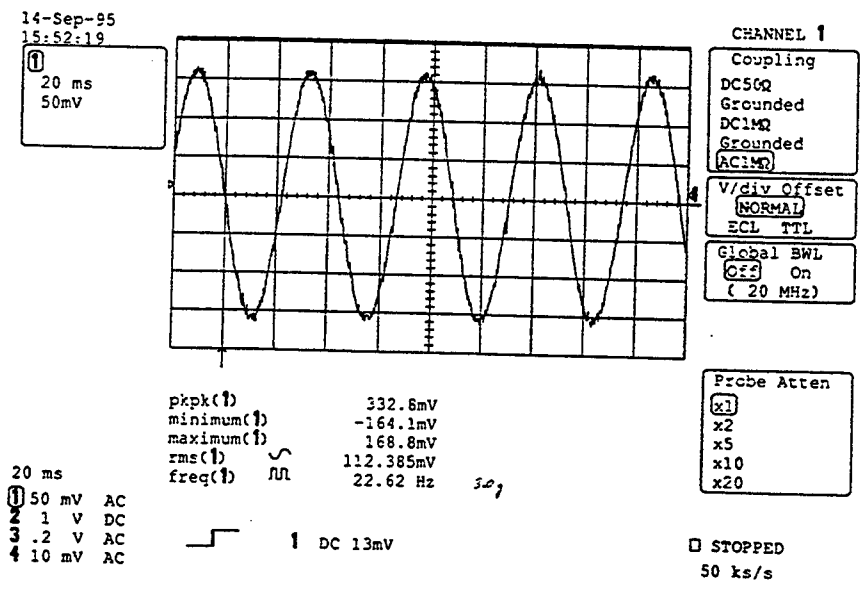 14-Sep-95
15:52:19
1
20 ms
50mV
CHANNEL 1
Coupling
DC50Ω
Grounded
DC1MΩ
Grounded
AC1MΩ
V/div Offset
NORMAL
ECL TTL
Global BWL
Off On
( 20 MHz)
4
pkpk(1) 332.8mV
minimum(1) -164.1mV
maximum(1) 168.8mV
rms(1) 112.385mV
freq(1) 22.62 Hz
Probe Atten
x1
x2
x5
x10
x20
20 ms
1 50 mV AC
2 1 V DC
3 .2 V AC
4 10 mV AC
1 DC 13mV
□ STOPPED
50 ks/s